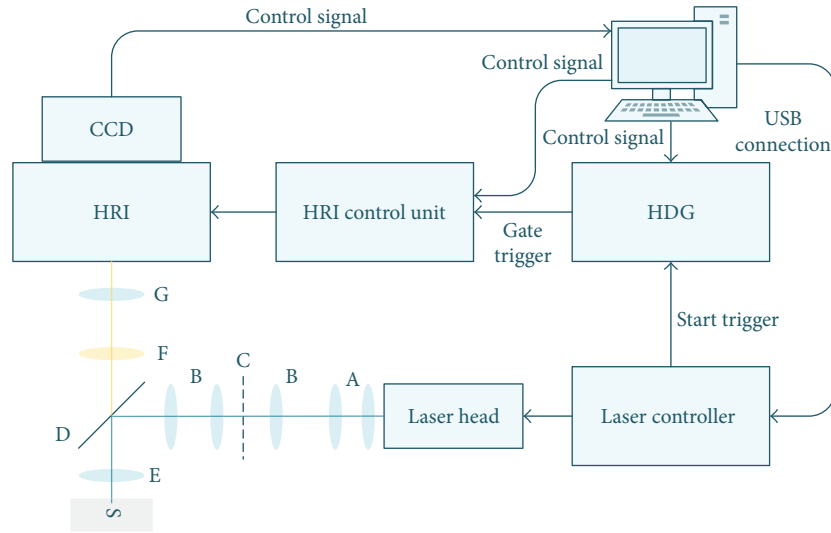 Control signal
Control signal
CCD
USB
connection
Control signal
HRI
HRI control unit
HDG
Gate
trigger
G
Start trigger
F
C
B
B
A
Laser head
Laser controller
D
E
S